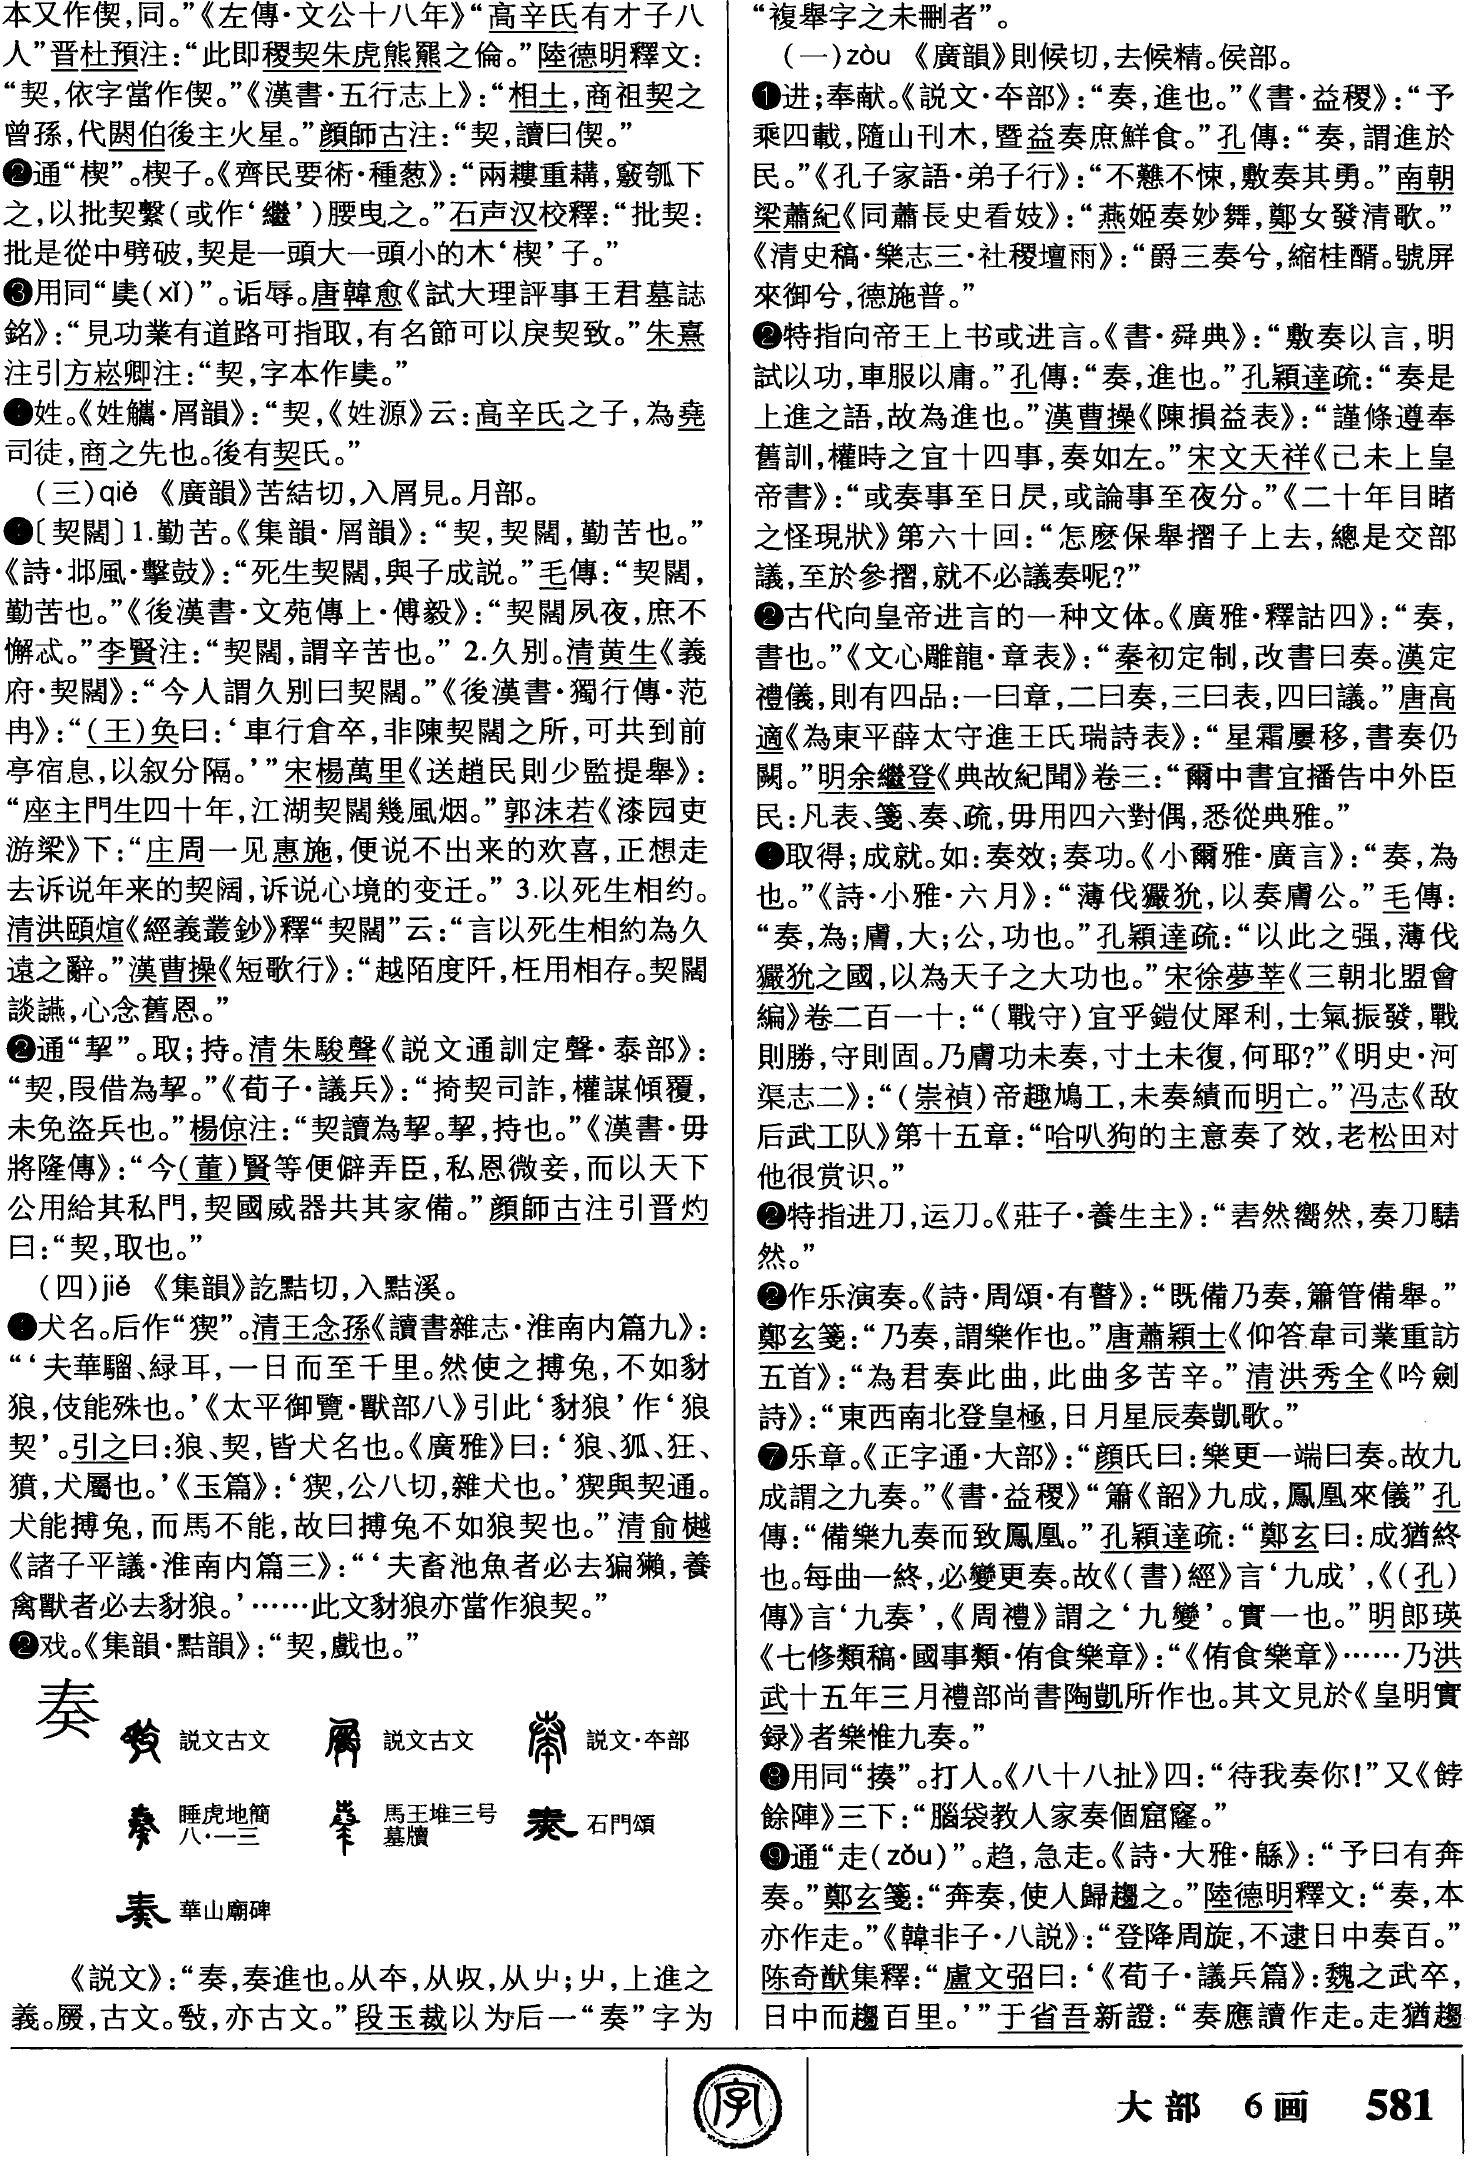 本又作偰，同。”《左傳·文公十八年》“高辛氏有才子八
人”晋杜預注：“此即稷契朱虎熊羆之倫。”陸德明釋文：
“契，依字當作偰。”《漢書·五行志上》：“相土，商祖契之
曾孫，代閼伯後主火星。”顔師古注：“契，讀曰偰。”
❷通“楔”。楔子。《齊民要術·種葱》：“兩耬重耩，竅瓠下
之，以批契繫（或作‘繼’）腰曳之。”石声汉校釋：“批契：
批是從中劈破，契是一頭大一頭小的木‘楔’子。”
❸用同“𡙇（xǐ）”。诟辱。唐韓愈《試大理評事王君墓誌
銘》：“見功業有道路可指取，有名節可以戾契致。”朱熹
注引方崧卿注：“契，字本作𡙇。”
❹姓。《姓觿·屑韻》：“契，《姓源》云：高辛氏之子，為堯
司徒，商之先也。後有契氏。”
（三）qiè 《廣韻》苦結切，入屑見。月部。
❶〔契闊〕1.勤苦。《集韻·屑韻》：“契，契闊，勤苦也。”
《詩·邶風·擊鼓》：“死生契闊，與子成説。”毛傳：“契闊，
勤苦也。”《後漢書·文苑傳上·傅毅》：“契闊夙夜，庶不
懈忒。”李賢注：“契闊，謂辛苦也。” 2.久别。清黄生《義
府·契闊》：“今人謂久别曰契闊。”《後漢書·獨行傳·范
冉》：“（王）奂曰：‘車行倉卒，非陳契闊之所，可共到前
亭宿息，以叙分隔。’”宋楊萬里《送趙民則少監提舉》：
“座主門生四十年，江湖契闊幾風烟。”郭沫若《漆园吏
游梁》下：“庄周一见惠施，便说不出来的欢喜，正想走
去诉说年来的契阔，诉说心境的变迁。” 3.以死生相约。
清洪頤煊《經義叢鈔》釋“契闊”云：“言以死生相約為久
遠之辭。”漢曹操《短歌行》：“越陌度阡，枉用相存。契闊
談讌，心念舊恩。”
❷通“挈”。取；持。清朱駿聲《説文通訓定聲·泰部》：
“契，叚借為挈。”《荀子·議兵》：“掎契司詐，權謀傾覆，
未免盗兵也。”楊倞注：“契讀為挈。挈，持也。”《漢書·毋
將隆傳》：“今（董）賢等便僻弄臣，私恩微妾，而以天下
公用給其私門，契國威器共其家備。”顔師古注引晋灼
曰：“契，取也。”
（四）jiá 《集韻》訖黠切，入黠溪。
❶犬名。后作“猰”。清王念孫《讀書雜志·淮南内篇九》：
“‘夫華騮、緑耳，一日而至千里。然使之搏兔，不如豺
狼，伎能殊也。’《太平御覽·獸部八》引此‘豺狼’作‘狼
契’。引之曰：狼、契，皆犬名也。《廣雅》曰：‘狼、狐、狂、
獖，犬屬也。’《玉篇》：‘猰，公八切，雜犬也。’猰與契通。
犬能搏兔，而馬不能，故曰搏兔不如狼契也。”清俞樾
《諸子平議·淮南内篇三》：“‘夫畜池魚者必去猵獺，養
禽獸者必去豺狼。’……此文豺狼亦當作狼契。”
❷戏。《集韻·黠韻》：“契，戲也。”
奏
説文古文 説文古文 説文·夲部
睡虎地簡八·一三 馬王堆三号墓牘 石門頌
華山廟碑
《説文》：“奏，奏進也。从夲，从𠬞，从屮；屮，上進之
義。𡲀，古文。𢾅，亦古文。”段玉裁以为后一“奏”字为
“複舉字之未刪者”。
（一）zòu 《廣韻》則候切，去候精。侯部。
❶进；奉献。《説文·夲部》：“奏，進也。”《書·益稷》：“予
乘四載，隨山刊木，暨益奏庶鮮食。”孔傳：“奏，謂進於
民。”《孔子家語·弟子行》：“不戁不悚，敷奏其勇。”南朝
梁蕭紀《同蕭長史看妓》：“燕姬奏妙舞，鄭女發清歌。”
《清史稿·樂志三·社稷壇雨》：“爵三奏兮，縮桂醑。號屏
來御兮，德施普。”
❷特指向帝王上书或进言。《書·舜典》：“敷奏以言，明
試以功，車服以庸。”孔傳：“奏，進也。”孔穎達疏：“奏是
上進之語，故為進也。”漢曹操《陳損益表》：“謹條遵奉
舊訓，權時之宜十四事，奏如左。”宋文天祥《己未上皇
帝書》：“或奏事至日昃，或論事至夜分。”《二十年目睹
之怪現狀》第六十回：“怎麽保舉摺子上去，總是交部
議，至於參摺，就不必議奏呢？”
❷古代向皇帝进言的一种文体。《廣雅·釋詁四》：“奏，
書也。”《文心雕龍·章表》：“秦初定制，改書曰奏。漢定
禮儀，則有四品：一曰章，二曰奏，三曰表，四曰議。”唐高
適《為東平薛太守進王氏瑞詩表》：“星霜屢移，書奏仍
闕。”明余繼登《典故紀聞》卷三：“爾中書宜播告中外臣
民：凡表、箋、奏、疏，毋用四六對偶，悉從典雅。”
❹取得；成就。如：奏效；奏功。《小爾雅·廣言》：“奏，為
也。”《詩·小雅·六月》：“薄伐玁狁，以奏膚公。”毛傳：
“奏，為；膚，大；公，功也。”孔穎達疏：“以此之强，薄伐
玁狁之國，以為天子之大功也。”宋徐夢莘《三朝北盟會
編》卷二百一十：“（戰守）宜乎鎧仗犀利，士氣振發，戰
則勝，守則固。乃膚功未奏，寸土未復，何耶？”《明史·河
渠志二》：“（崇禎）帝趣鳩工，未奏績而明亡。”冯志《敌
后武工队》第十五章：“哈叭狗的主意奏了效，老松田对
他很赏识。”
❷特指进刀，运刀。《莊子·養生主》：“砉然嚮然，奏刀騞
然。”
❷作乐演奏。《詩·周頌·有瞽》：“既備乃奏，簫管備舉。”
鄭玄箋：“乃奏，謂樂作也。”唐蕭穎士《仰答韋司業重訪
五首》：“為君奏此曲，此曲多苦辛。”清洪秀全《吟劍
詩》：“東西南北登皇極，日月星辰奏凱歌。”
❼乐章。《正字通·大部》：“顔氏曰：樂更一端曰奏。故九
成謂之九奏。”《書·益稷》“簫《韶》九成，鳳凰來儀”孔
傳：“備樂九奏而致鳳凰。”孔穎達疏：“鄭玄曰：成猶終
也。每曲一終，必變更奏。故《（書）經》言‘九成’，《（孔）
傳》言‘九奏’，《周禮》謂之‘九變’。實一也。”明郎瑛
《七修類稿·國事類·侑食樂章》：“《侑食樂章》……乃洪
武十五年三月禮部尚書陶凱所作也。其文見於《皇明實
録》者樂惟九奏。”
❽用同“揍”。打人。《八十八扯》四：“待我奏你！”又《餑
餘陣》三下：“腦袋教人家奏個窟窿。”
❾通“走（zǒu）”。趋，急走。《詩·大雅·緜》：“予曰有奔
奏。”鄭玄箋：“奔奏，使人歸趨之。”陸德明釋文：“奏，本
亦作走。”《韓非子·八説》：“登降周旋，不逮日中奏百。”
陈奇猷集釋：“盧文弨曰：‘《荀子·議兵篇》：魏之武卒，
日中而趨百里。’”于省吾新證：“奏應讀作走。走猶趨
字
大部 6画 581